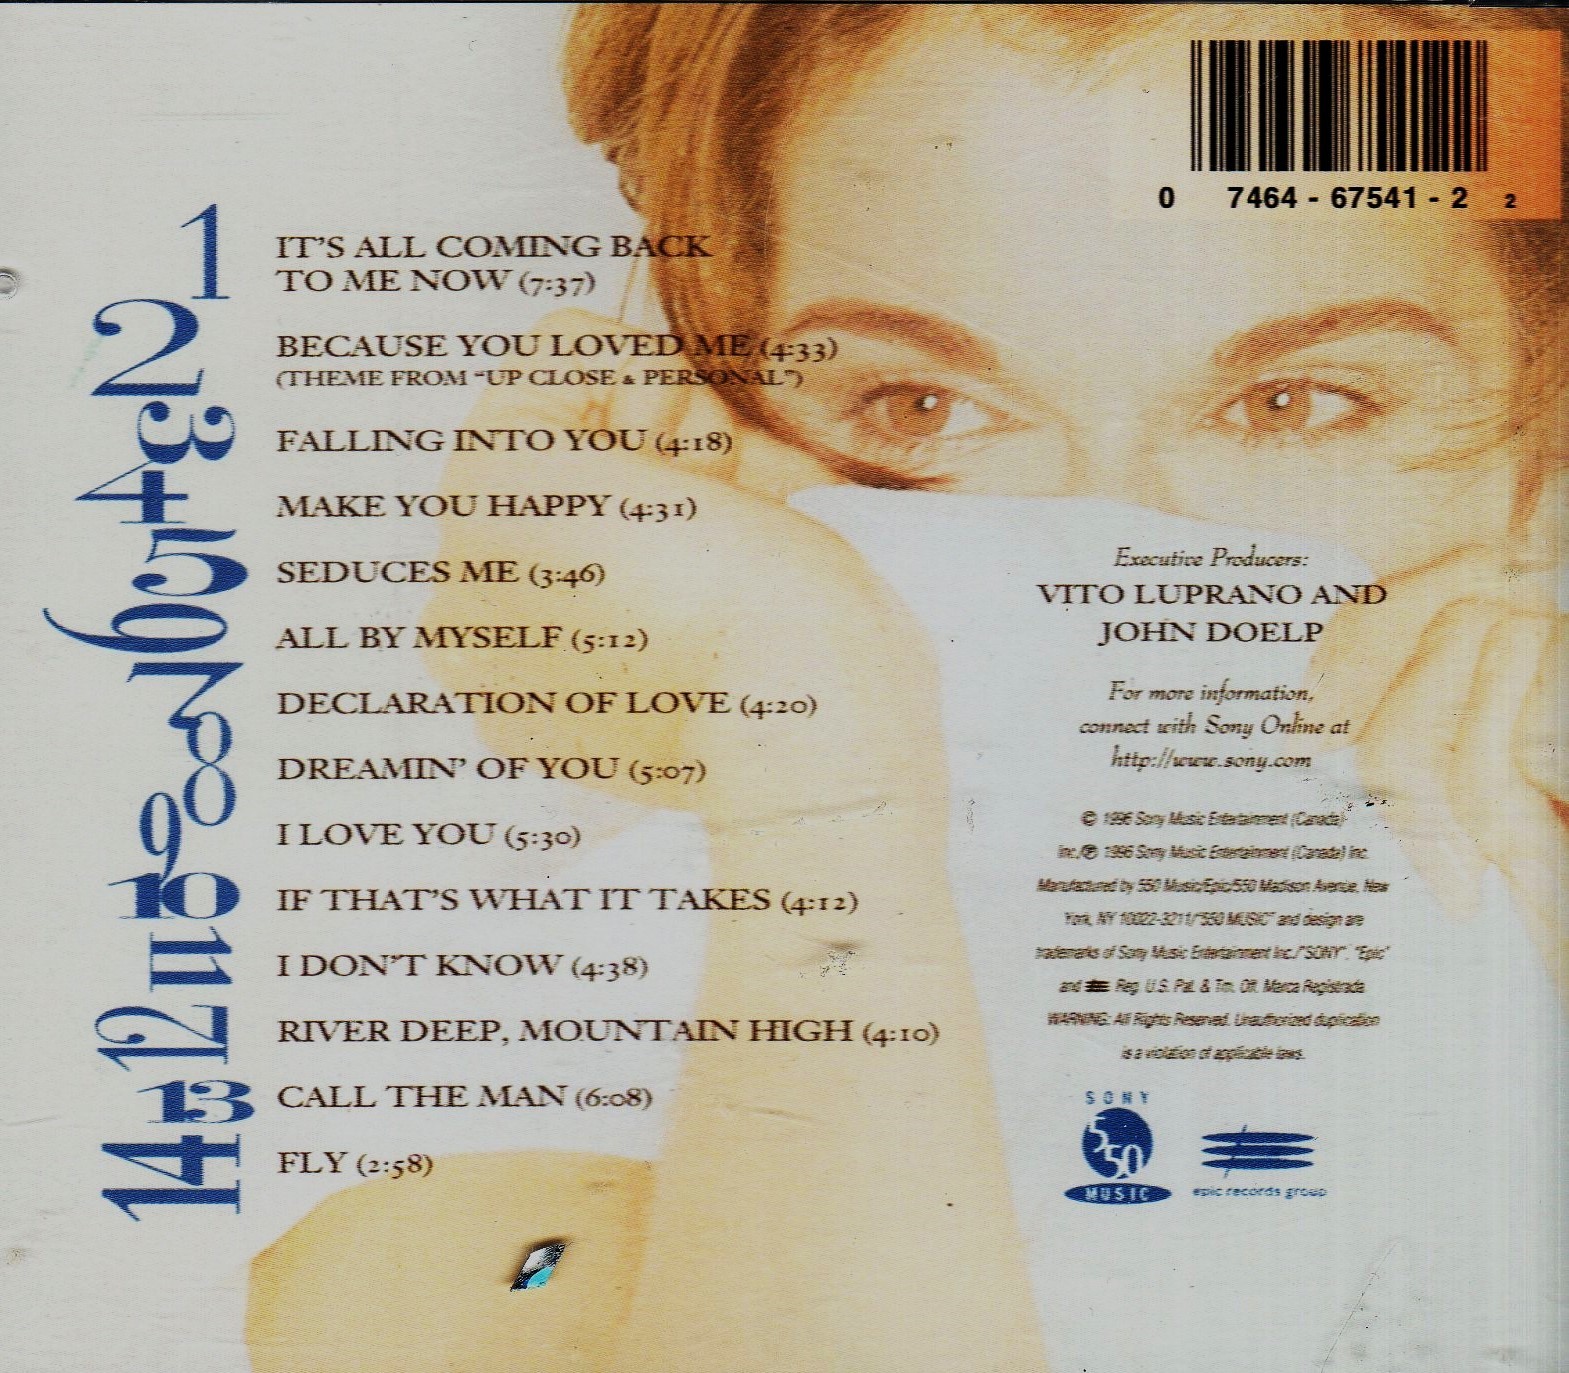 0 7464 - 67541 - 2 2
1 IT'S ALL COMING BACK
TO ME NOW (7:37)
2 BECAUSE YOU LOVED ME (4:33)
(THEME FROM "UP CLOSE & PERSONAL")
3 FALLING INTO YOU (4:18)
4 MAKE YOU HAPPY (4:31)
5 SEDUCES ME (3:46)
6 ALL BY MYSELF (5:12)
7 DECLARATION OF LOVE (4:20)
8 DREAMIN' OF YOU (5:07)
9 I LOVE YOU (5:30)
10 IF THAT'S WHAT IT TAKES (4:12)
11 I DON'T KNOW (4:38)
12 RIVER DEEP, MOUNTAIN HIGH (4:10)
13 CALL THE MAN (6:08)
14 FLY (2:58)
Executive Producers:
VITO LUPRANO AND
JOHN DOELP
For more information,
connect with Sony Online at
http://www.sony.com
© 1996 Sony Music Entertainment (Canada)
Inc./℗ 1996 Sony Music Entertainment (Canada) Inc.
Manufactured by 550 Music/Epic/550 Madison Avenue, New
York, NY 10022-3211/"550 MUSIC" and design are
trademarks of Sony Music Entertainment Inc./"SONY", "Epic"
and Reg. U.S. Pat. & Tm. Off. Marca Registrada.
WARNING: All Rights Reserved. Unauthorized duplication
is a violation of applicable laws.
SONY
550
MUSIC
epic records group